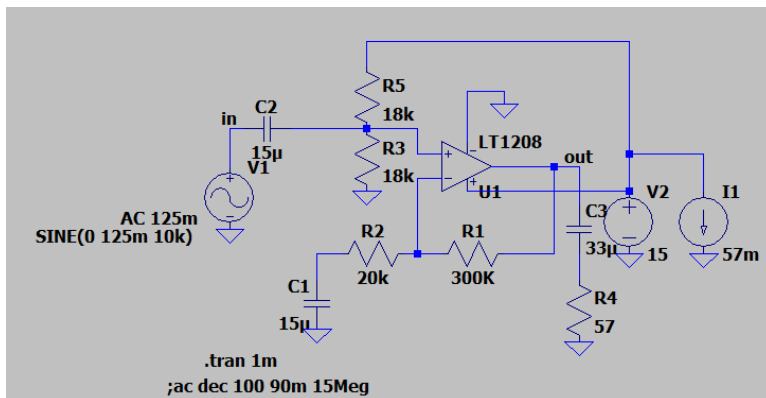 R5
18k
in
C2
15µ
V1
R3
18k
LT1208
+
−
−
+
U1
out
AC 125m
SINE(0 125m 10k)
+
−
R2
20k
R1
300K
C1
15µ
C3
33µ
R4
57
V2
+
−
15
I1
57m
.tran 1m
;ac dec 100 90m 15Meg